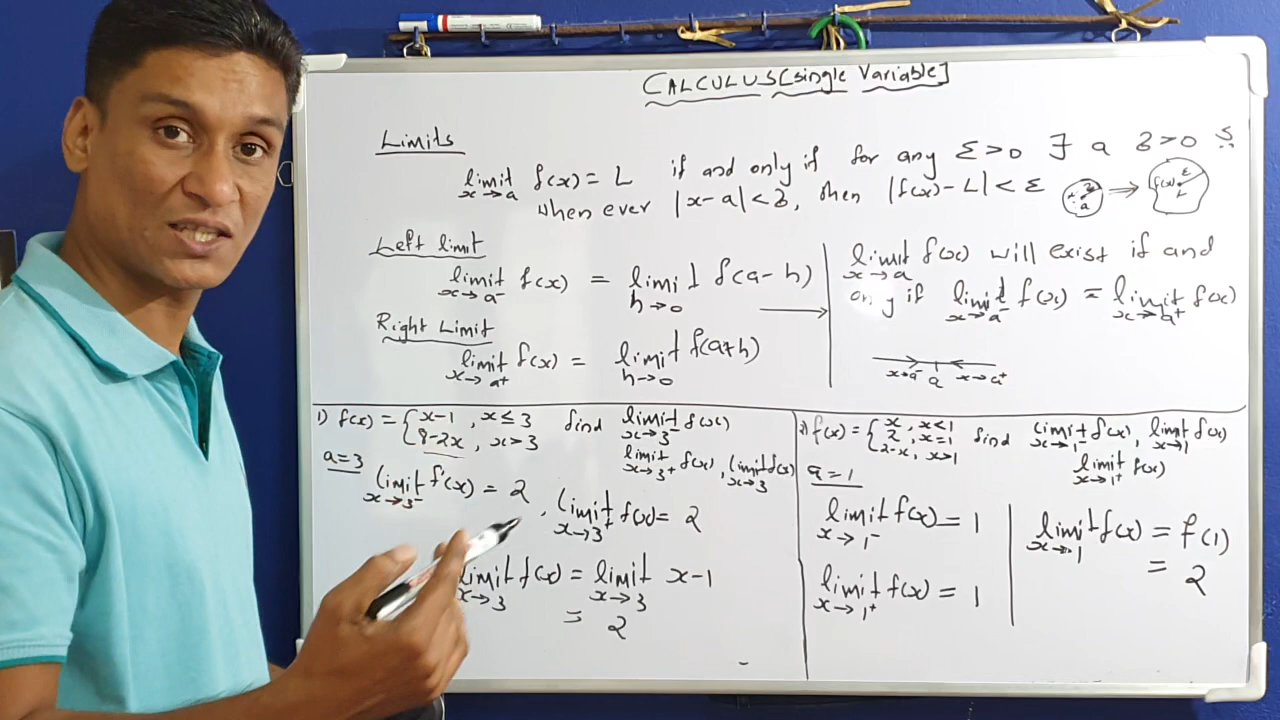 CALCULUS [single Variable]
Limits
limit x→a f(x) = L if and only if for any ε>0 ∃ a δ>0 s.
when ever |x-a|<δ, then |f(x)-L|<ε
x δ a ⇒ f(x) ε L
Left limit
limit x→a⁻ f(x) = limit h→0 f(a-h)
Right Limit
limit x→a⁺ f(x) = limit h→0 f(a+h)
limit x→a f(x) will exist if and
ony if limit x→a⁻ f(x) = limit x→a⁺ f(x)
x→a⁻ a x→a⁺
1) f(x) = { x-1, x≤3 find limit x→3⁻ f(x)
9-2x, x>3 limit x→3⁺ f(x), limit x→3 f(x)
a=3
limit x→3⁻ f(x) = 2, limit x→3⁺ f(x) = 2
limit x→3 f(x) = limit x→3 x-1
= 2
f(x) = { x, x<1
2, x=1 find limit x→1⁻ f(x), limit x→1 f(x)
2-x, x>1 limit x→1⁺ f(x)
a=1
limit x→1⁻ f(x) = 1
limit x→1⁺ f(x) = 1
limit x→1 f(x) = f(1)
= 2